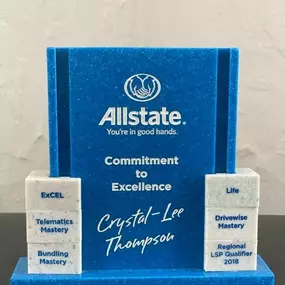 Allstate®
You're in good hands.
Commitment
to
Excellence
Crystal-Lee
Thompson
ExCEL
Telematics
Mastery
Bundling
Mastery
Life
Drivewise
Mastery
Regional
LSP Qualifier
2018